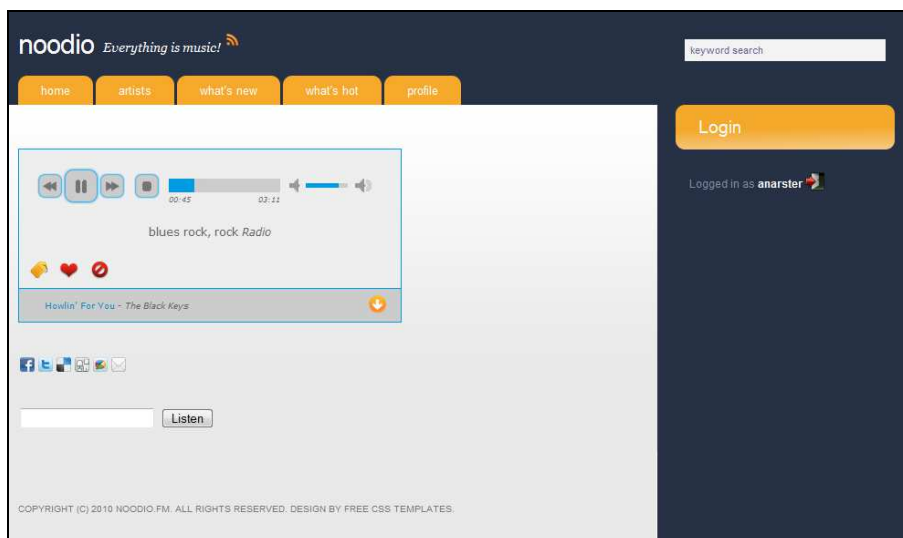 noodio Everything is music!
keyword search
home artists what's new what's hot profile
Login
Logged in as anarster
00:45 03:11
blues rock, rock Radio
Howlin' For You - The Black Keys
Listen
COPYRIGHT (C) 2010 NOODIO.FM. ALL RIGHTS RESERVED. DESIGN BY FREE CSS TEMPLATES.